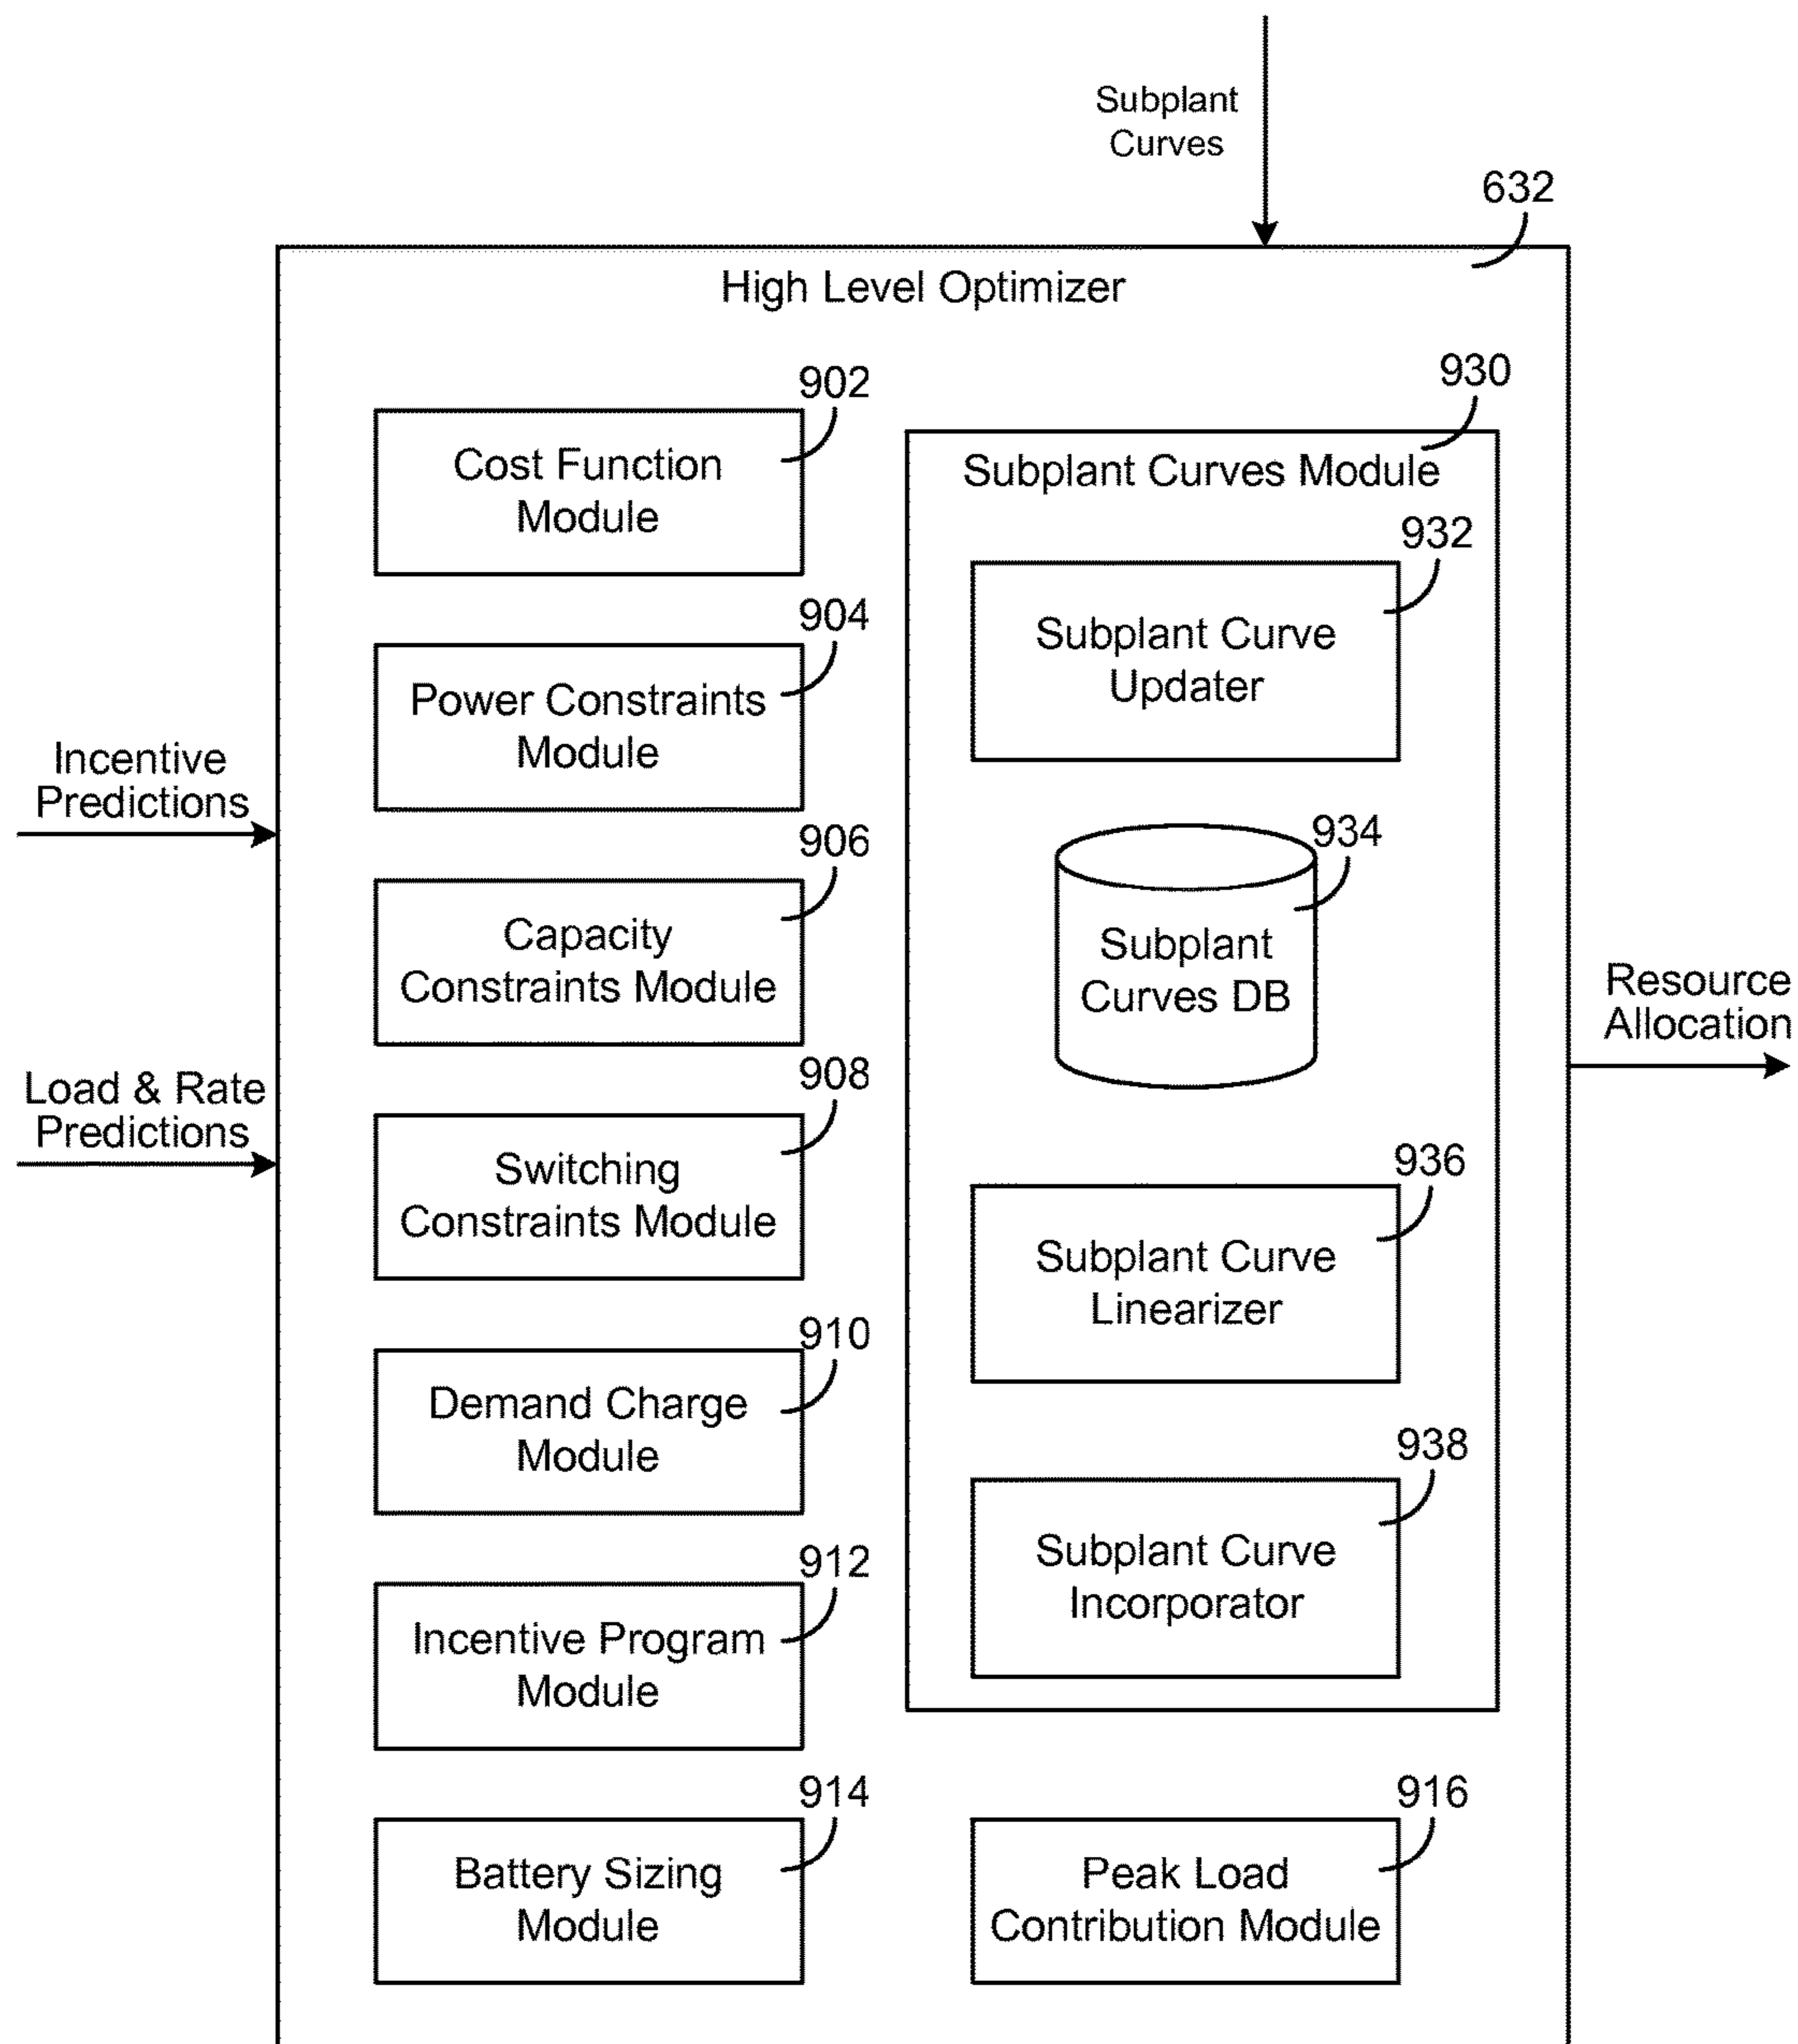 Subplant
Curves
632
High Level Optimizer
902
Cost Function
Module
904
Power Constraints
Module
Incentive
Predictions
906
Capacity
Constraints Module
Load & Rate
Predictions
908
Switching
Constraints Module
910
Demand Charge
Module
912
Incentive Program
Module
914
Battery Sizing
Module
930
Subplant Curves Module
932
Subplant Curve
Updater
934
Subplant
Curves DB
936
Subplant Curve
Linearizer
938
Subplant Curve
Incorporator
916
Peak Load
Contribution Module
Resource
Allocation